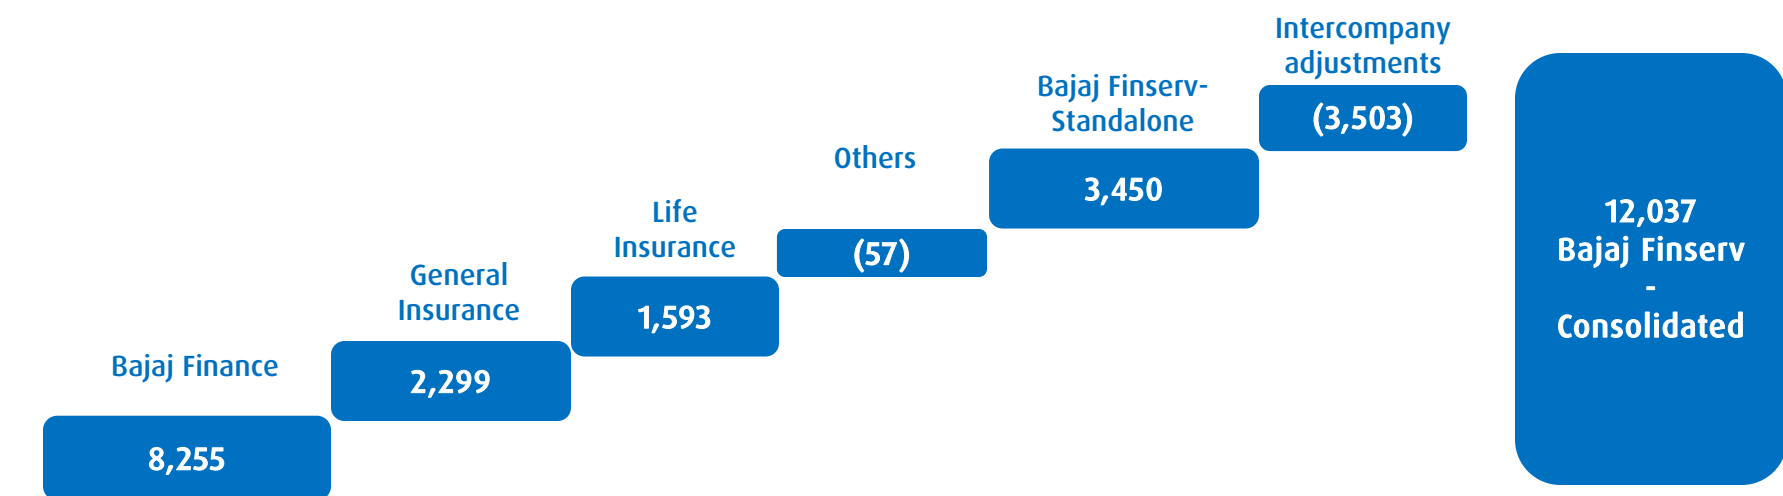 Bajaj Finance
8,255
General
Insurance
2,299
Life
Insurance
1,593
Others
(57)
Bajaj Finserv-
Standalone
3,450
Intercompany
adjustments
(3,503)
12,037
Bajaj Finserv
-
Consolidated